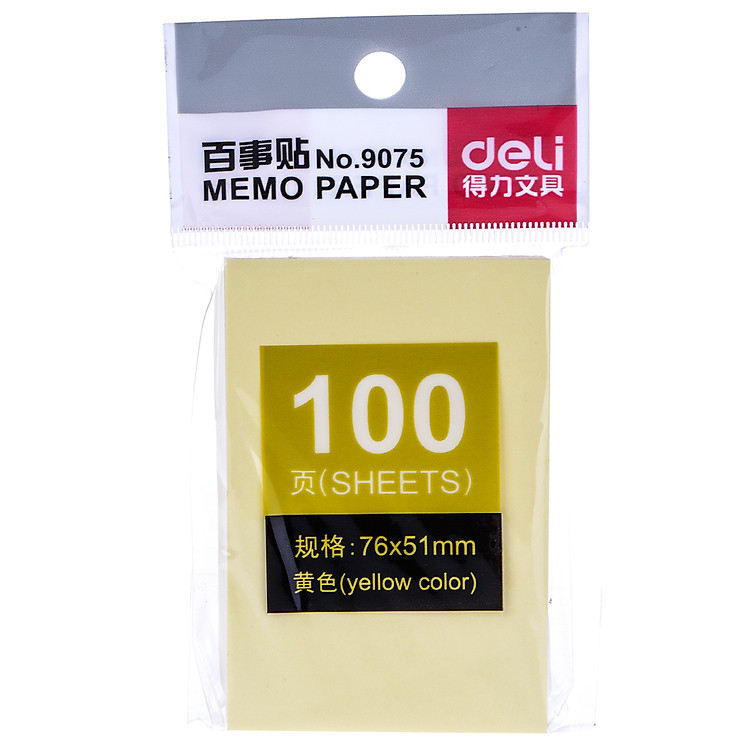 百事贴 No.9075
MEMO PAPER
deli
得力文具
100
页(SHEETS)
规格:76x51mm
黄色(yellow color)